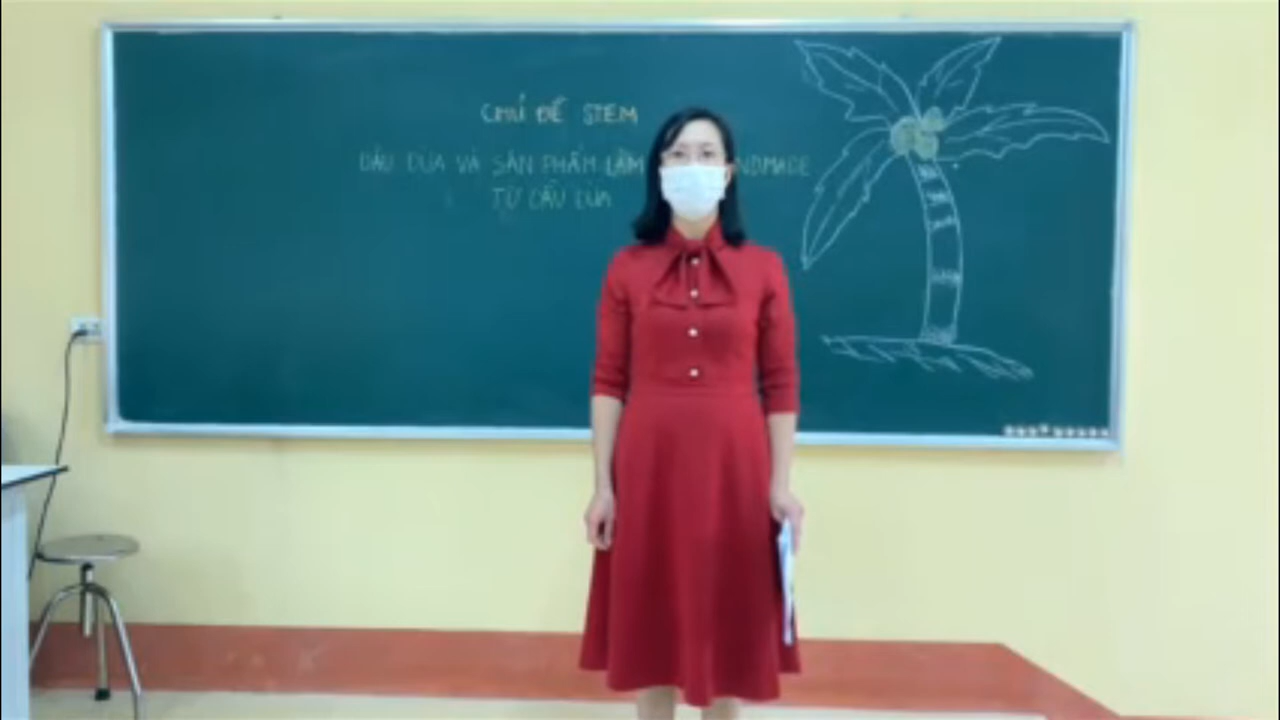 CHỦ ĐỀ STEM
DẦU DỪA VÀ SẢN PHẨM LÀM NDMADE
TỪ DẦU DỪA